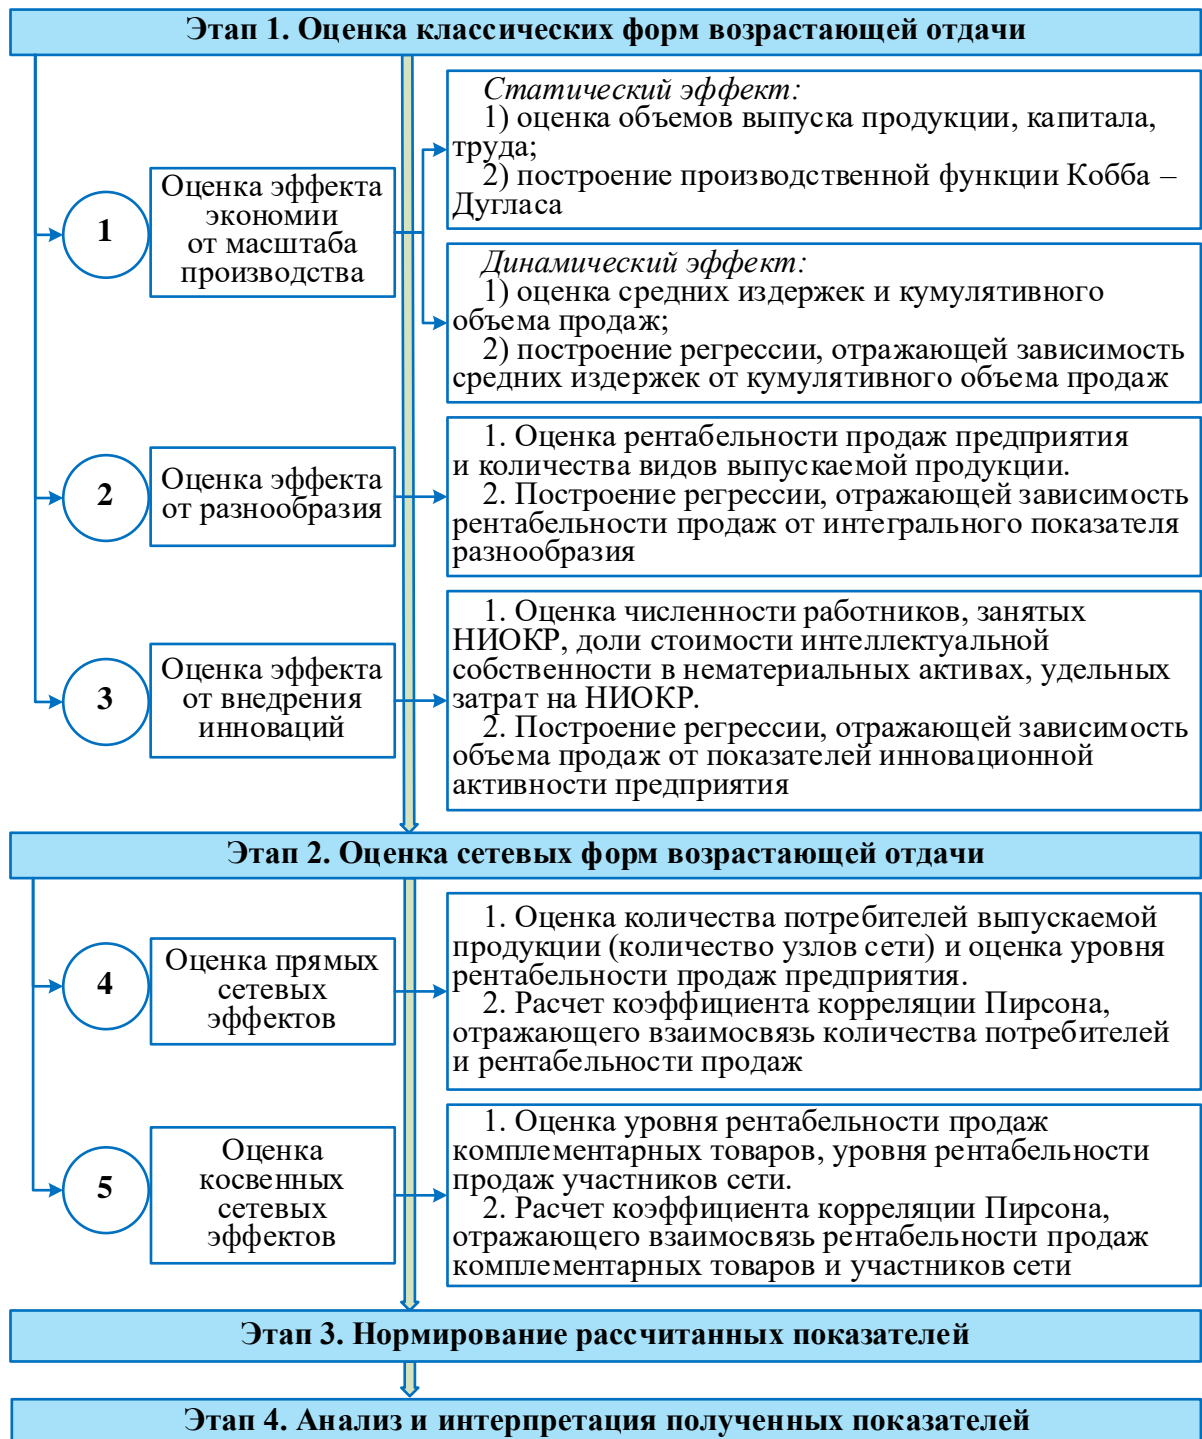 Этап 1. Оценка классических форм возрастающей отдачи
1
Оценка эффекта
экономии
от масштаба
производства
Статический эффект:
1) оценка объемов выпуска продукции, капитала,
труда;
2) построение производственной функции Кобба –
Дугласа
Динамический эффект:
1) оценка средних издержек и кумулятивного
объема продаж;
2) построение регрессии, отражающей зависимость
средних издержек от кумулятивного объема продаж
2
Оценка эффекта
от разнообразия
1. Оценка рентабельности продаж предприятия
и количества видов выпускаемой продукции.
2. Построение регрессии, отражающей зависимость
рентабельности продаж от интегрального показателя
разнообразия
3
Оценка эффекта
от внедрения
инноваций
1. Оценка численности работников, занятых
НИОКР, доли стоимости интеллектуальной
собственности в нематериальных активах, удельных
затрат на НИОКР.
2. Построение регрессии, отражающей зависимость
объема продаж от показателей инновационной
активности предприятия
Этап 2. Оценка сетевых форм возрастающей отдачи
4
Оценка прямых
сетевых
эффектов
1. Оценка количества потребителей выпускаемой
продукции (количество узлов сети) и оценка уровня
рентабельности продаж предприятия.
2. Расчет коэффициента корреляции Пирсона,
отражающего взаимосвязь количества потребителей
и рентабельности продаж
5
Оценка
косвенных
сетевых
эффектов
1. Оценка уровня рентабельности продаж
комплементарных товаров, уровня рентабельности
продаж участников сети.
2. Расчет коэффициента корреляции Пирсона,
отражающего взаимосвязь рентабельности продаж
комплементарных товаров и участников сети
Этап 3. Нормирование рассчитанных показателей
Этап 4. Анализ и интерпретация полученных показателей